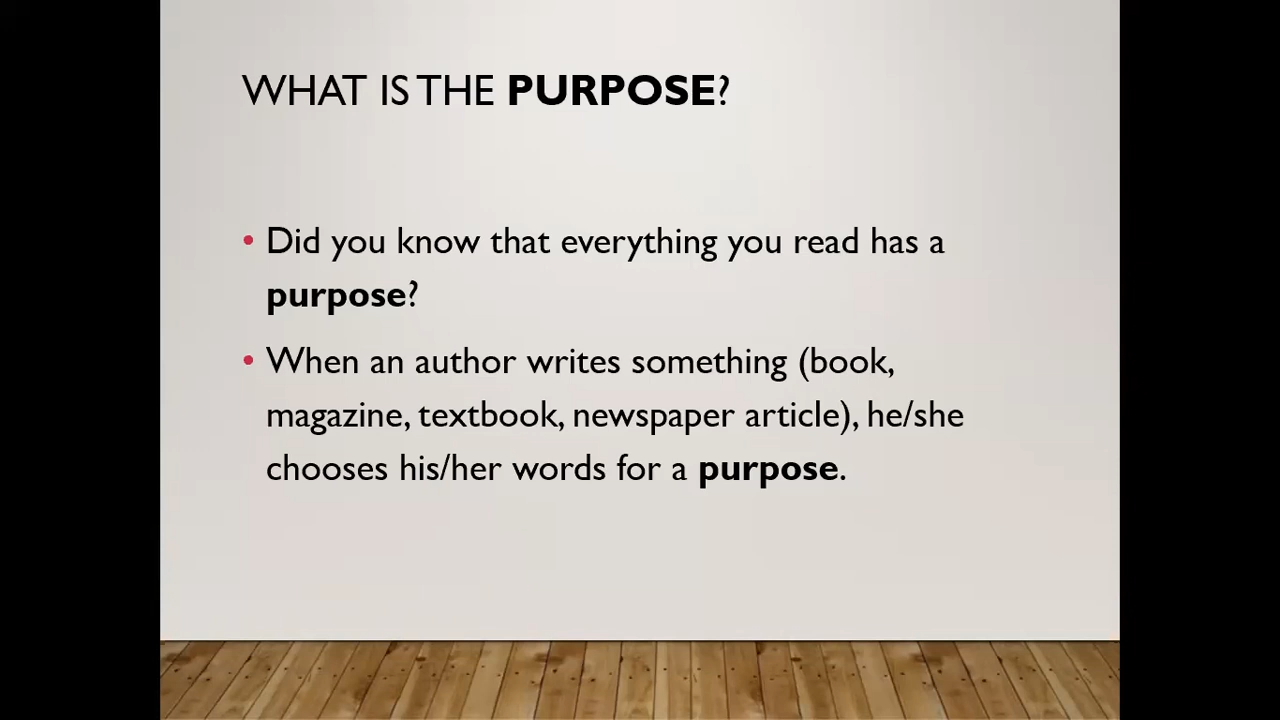 WHAT IS THE PURPOSE?
• Did you know that everything you read has a
purpose?
• When an author writes something (book,
magazine, textbook, newspaper article), he/she
chooses his/her words for a purpose.